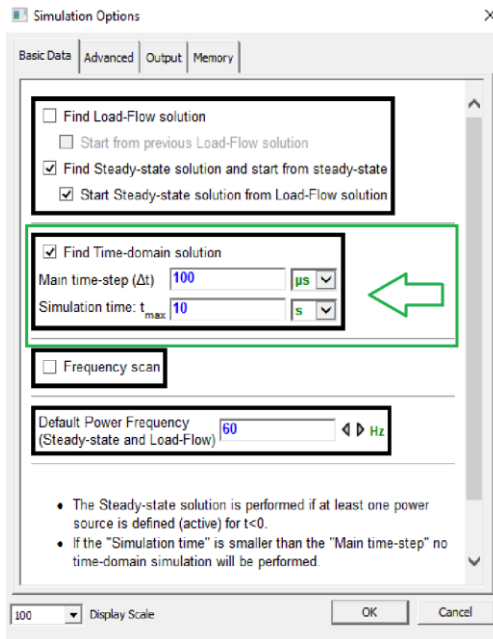 Simulation Options
Basic Data Advanced Output Memory
Find Load-Flow solution
Start from previous Load-Flow solution
Find Steady-state solution and start from steady-state
Start Steady-state solution from Load-Flow solution
Find Time-domain solution
Main time-step (Δt) 100 µs
Simulation time: tmax 10 s
Frequency scan
Default Power Frequency
(Steady-state and Load-Flow) 60 Hz
• The Steady-state solution is performed if at least one power
source is defined (active) for t<0.
• If the "Simulation time" is smaller than the "Main time-step" no
time-domain simulation will be performed.
100 Display Scale OK Cancel